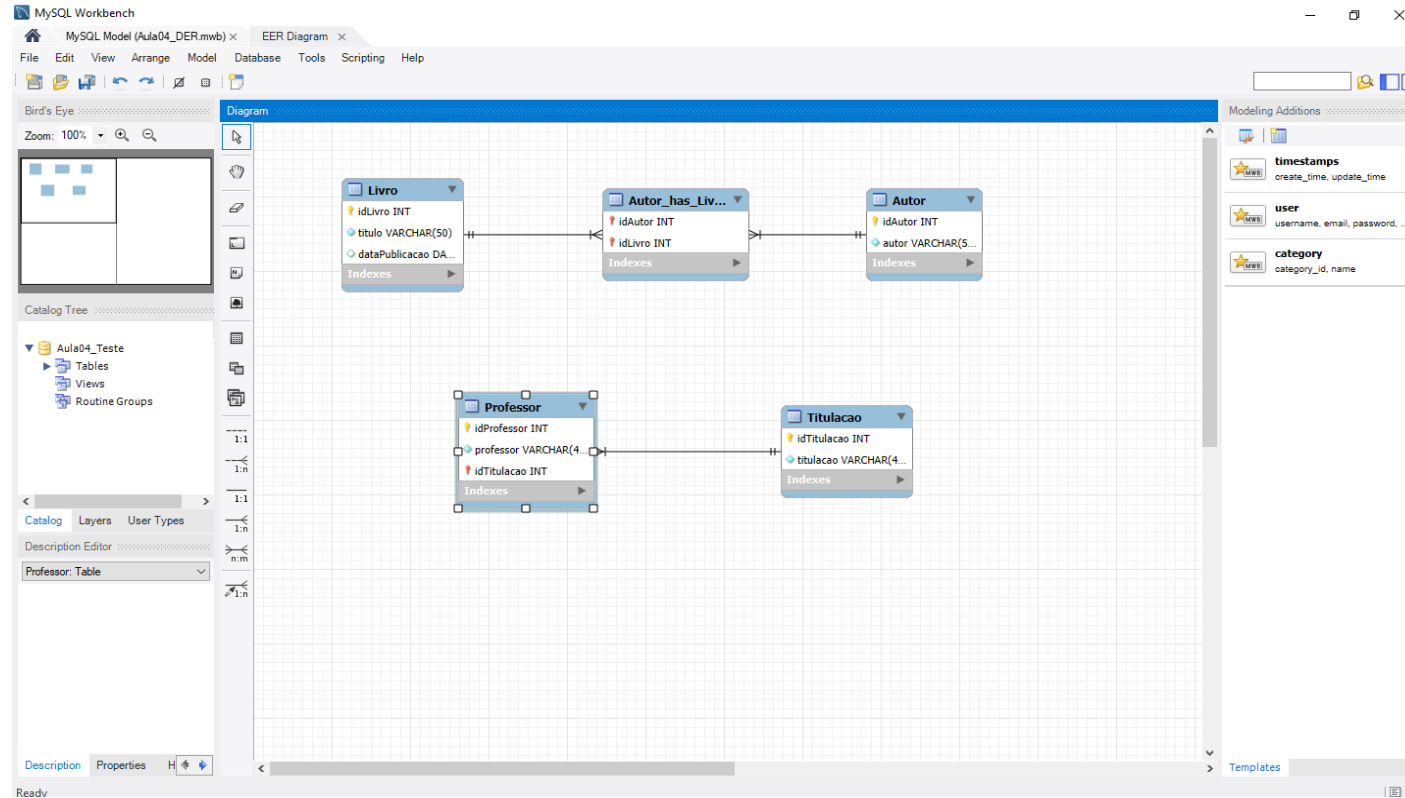 MySQL Workbench
MySQL Model (Aula04_DER.mwb) × EER Diagram ×
File Edit View Arrange Model Database Tools Scripting Help
Bird's Eye
Zoom: 100%
Catalog Tree
Aula04_Teste
Tables
Views
Routine Groups
Catalog Layers User Types
Description Editor
Professor: Table
Description Properties H
Ready
Diagram
1:1
1:n
1:1
1:n
n:m
1:n
Livro
idLivro INT
titulo VARCHAR(50)
dataPublicacao DA...
Indexes
Autor_has_Liv...
idAutor INT
idLivro INT
Indexes
Autor
idAutor INT
autor VARCHAR(5...
Indexes
Professor
idProfessor INT
professor VARCHAR(4...
idTitulacao INT
Indexes
Titulacao
idTitulacao INT
titulacao VARCHAR(4...
Indexes
Modeling Additions
MWB timestamps
create_time, update_time
MWB user
username, email, password, ..
MWB category
category_id, name
Templates